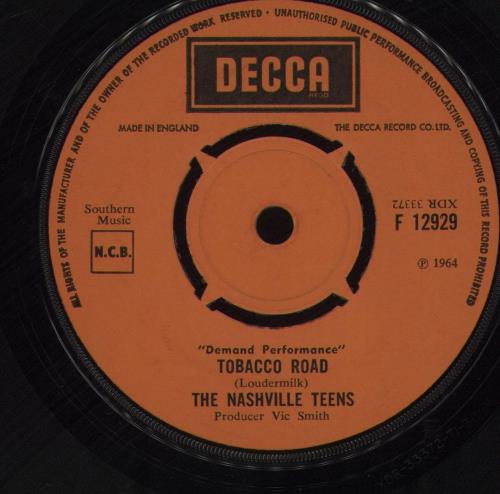 ALL RIGHTS OF THE MANUFACTURER AND OF THE OWNER OF THE RECORDED WORK RESERVED · UNAUTHORISED PUBLIC PERFORMANCE BROADCASTING AND COPYING OF THIS RECORD PROHIBITED
DECCA
MADE IN ENGLAND
THE DECCA RECORD CO. LTD.
Southern
Music
N.C.B.
XDR 33372
F 12929
℗ 1964
"Demand Performance"
TOBACCO ROAD
(Loudermilk)
THE NASHVILLE TEENS
Producer Vic Smith